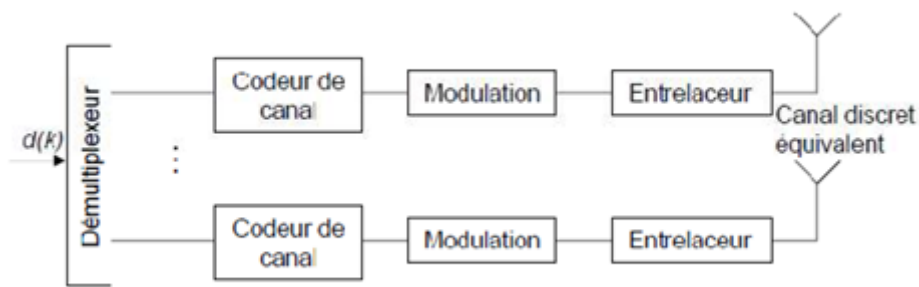 d(k)
Démultiplexeur
Codeur de
canal
Modulation
Entrelaceur
Canal discret
équivalent
Codeur de
canal
Modulation
Entrelaceur